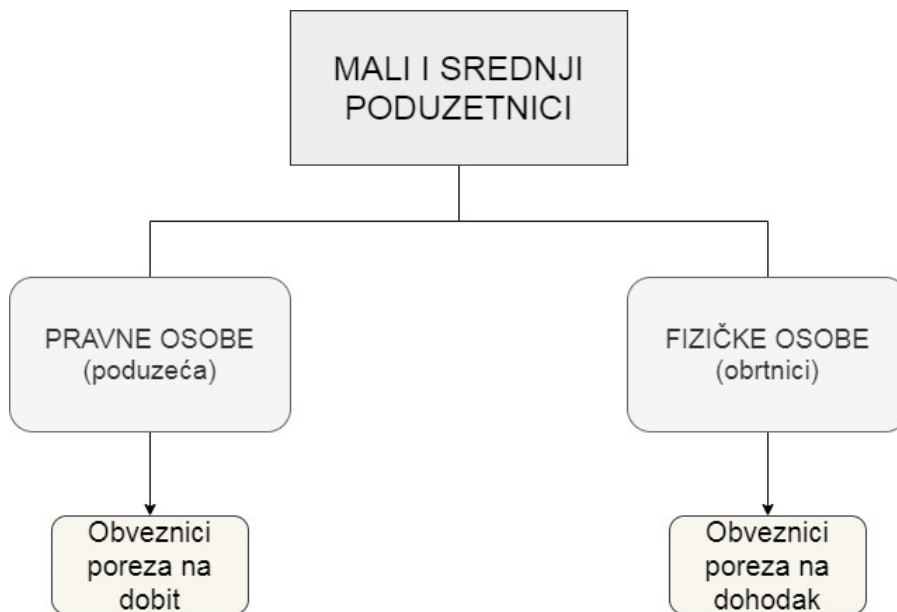 MALI I SREDNJI
PODUZETNICI
PRAVNE OSOBE
(poduzeća)
FIZIČKE OSOBE
(obrtnici)
Obveznici
poreza na
dobit
Obveznici
poreza na
dohodak